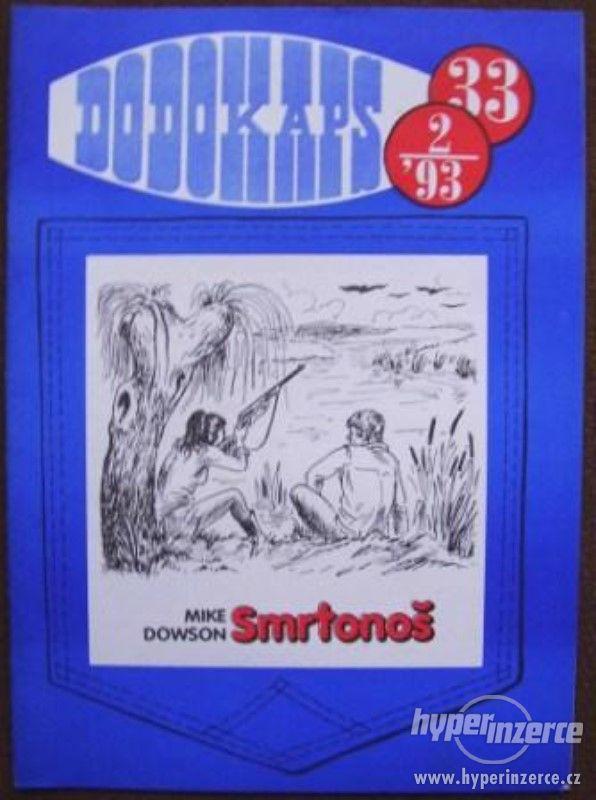 DODOKAPS
33
2
'93
MIKE
DOWSON
Smrtonoš
hyperinzerce
www.hyperinzerce.cz